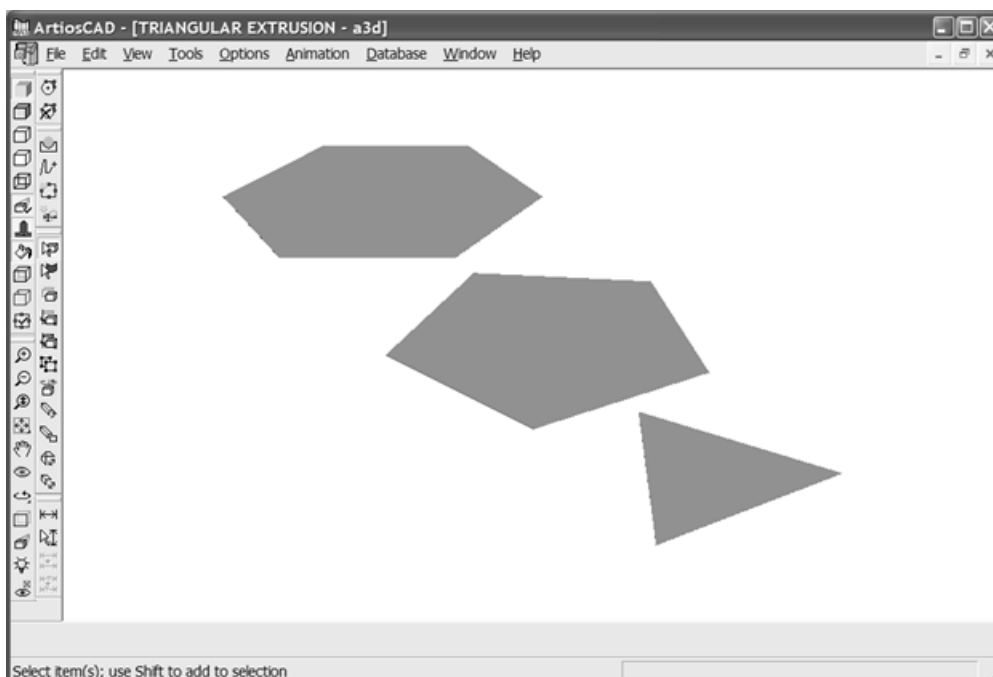 ArtiosCAD - [TRIANGULAR EXTRUSION - a3d]
File Edit View Tools Options Animation Database Window Help
Select item(s); use Shift to add to selection